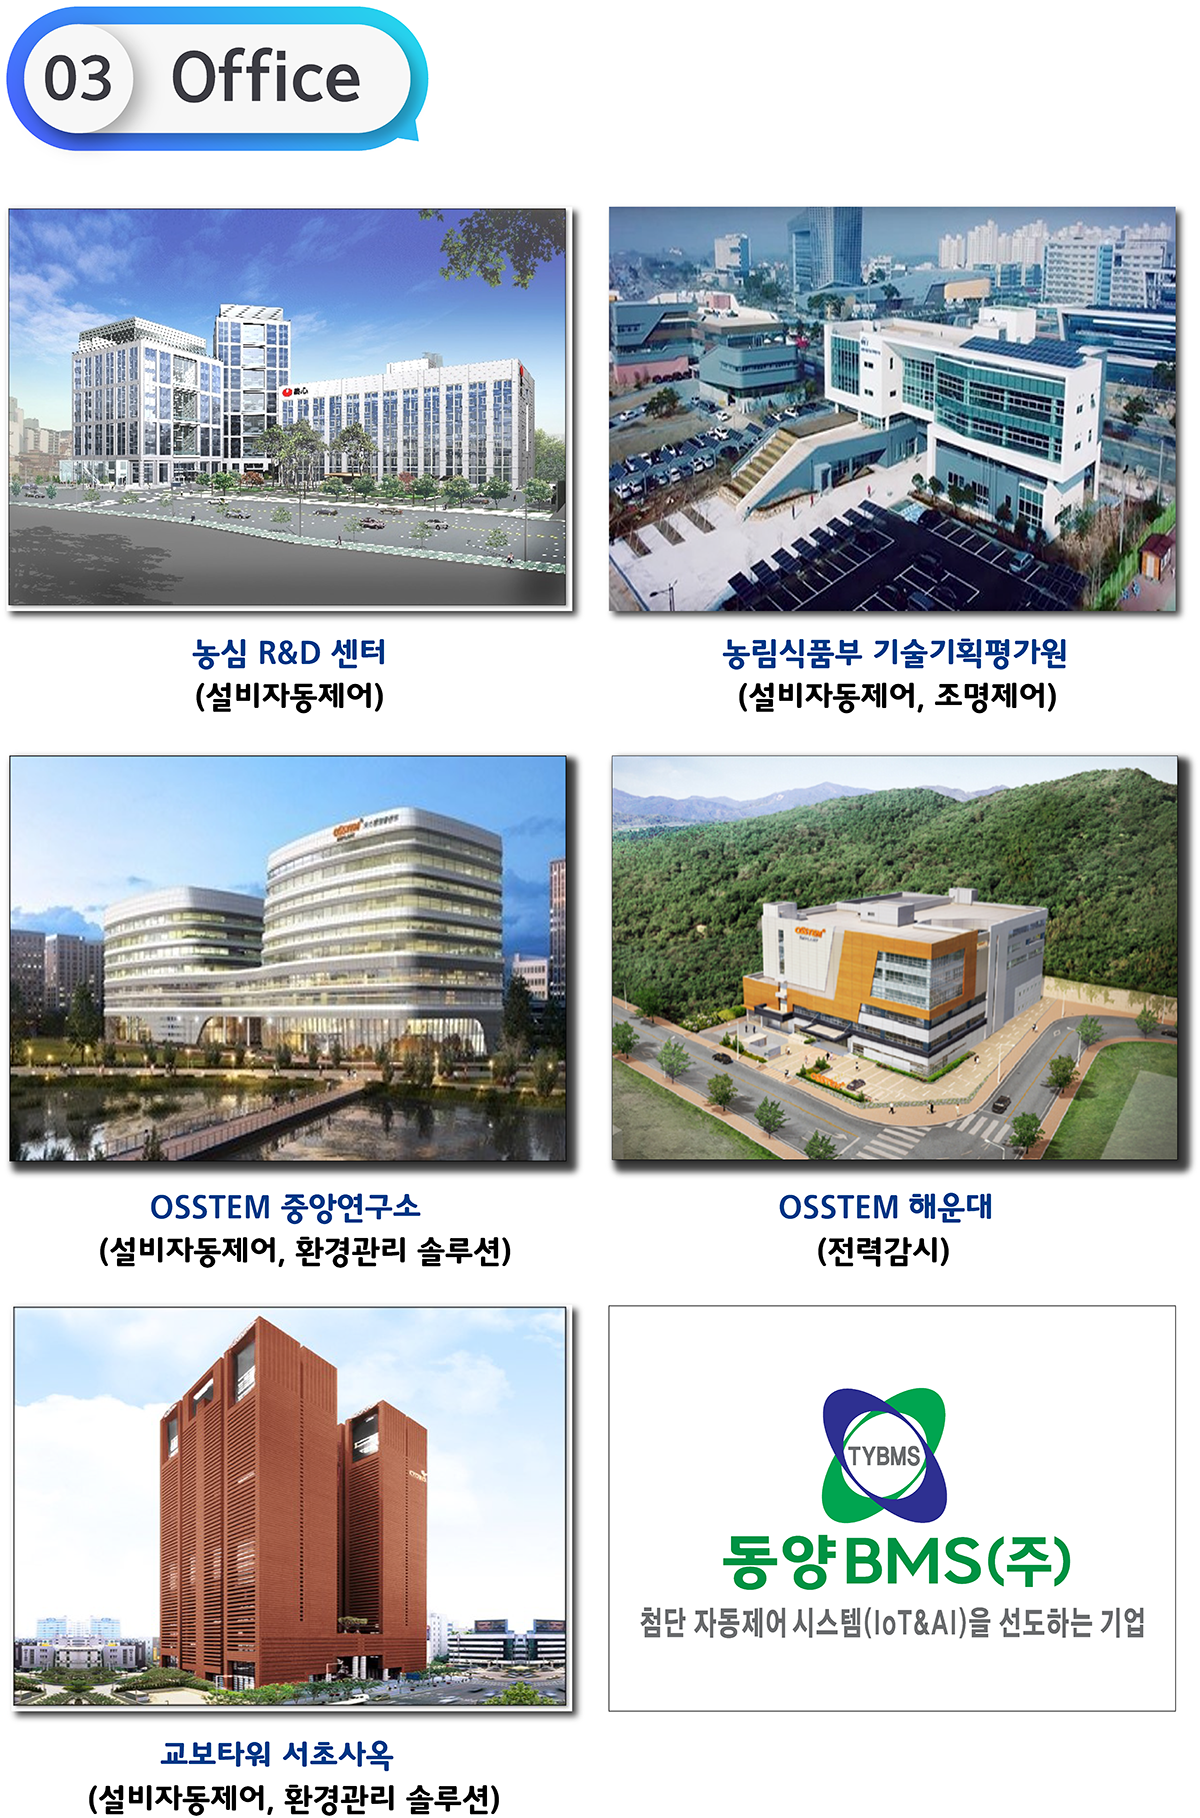 03 Office
農心
농심 R&D 센터
(설비자동제어)
농림식품부 기술기획평가원
(설비자동제어, 조명제어)
OSSTEM
OSSTEM
OSSTEM
OSSTEM 중앙연구소
(설비자동제어, 환경관리 솔루션)
OSSTEM 해운대
(전력감시)
교보타워 서초사옥
(설비자동제어, 환경관리 솔루션)
TYBMS
동양BMS(주)
첨단 자동제어 시스템(IoT&AI)을 선도하는 기업